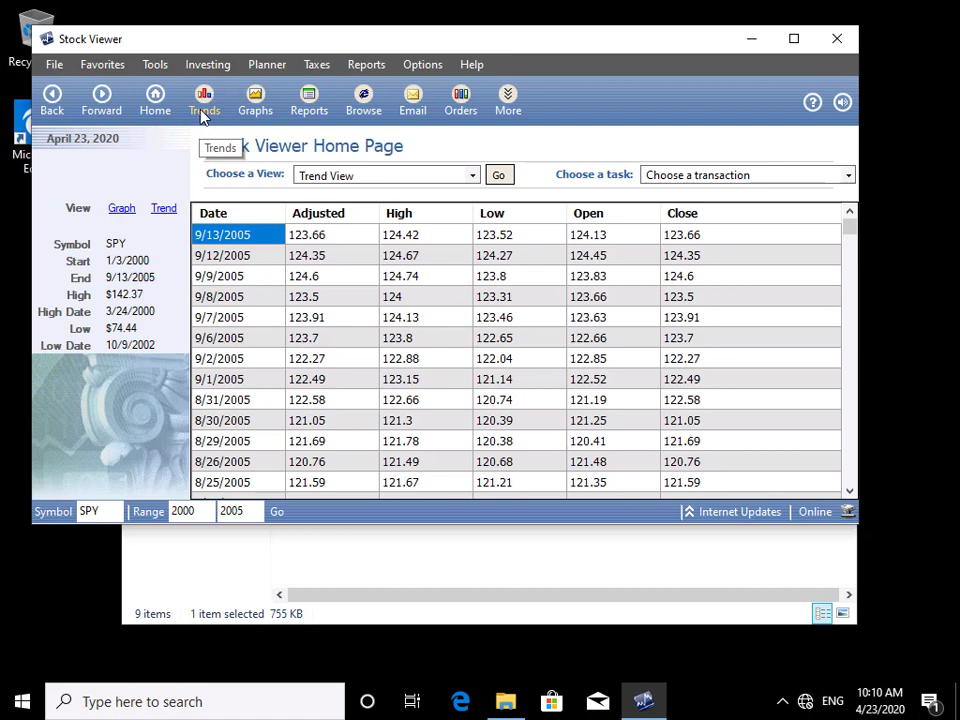 Recyc
Stock Viewer
File Favorites Tools Investing Planner Taxes Reports Options Help
Back Forward Home Trends Graphs Reports Browse Email Orders More
April 23, 2020
Trends
k Viewer Home Page
Choose a View: Trend View Go Choose a task: Choose a transaction
Mic
Ed
View Graph Trend
Symbol SPY
Start 1/3/2000
End 9/13/2005
High $142.37
High Date 3/24/2000
Low $74.44
Low Date 10/9/2002
Date Adjusted High Low Open Close
9/13/2005 123.66 124.42 123.52 124.13 123.66
9/12/2005 124.35 124.67 124.27 124.45 124.35
9/9/2005 124.6 124.74 123.8 123.83 124.6
9/8/2005 123.5 124 123.31 123.66 123.5
9/7/2005 123.91 124.13 123.46 123.63 123.91
9/6/2005 123.7 123.8 122.65 122.66 123.7
9/2/2005 122.27 122.88 122.04 122.85 122.27
9/1/2005 122.49 123.15 121.14 122.52 122.49
8/31/2005 122.58 122.66 120.74 121.19 122.58
8/30/2005 121.05 121.3 120.39 121.25 121.05
8/29/2005 121.69 121.78 120.38 120.41 121.69
8/26/2005 120.76 121.49 120.68 121.48 120.76
8/25/2005 121.59 121.67 121.21 121.35 121.59
Symbol SPY Range 2000 2005 Go Internet Updates Online
9 items 1 item selected 755 KB
Type here to search
ENG
10:10 AM
4/23/2020
1